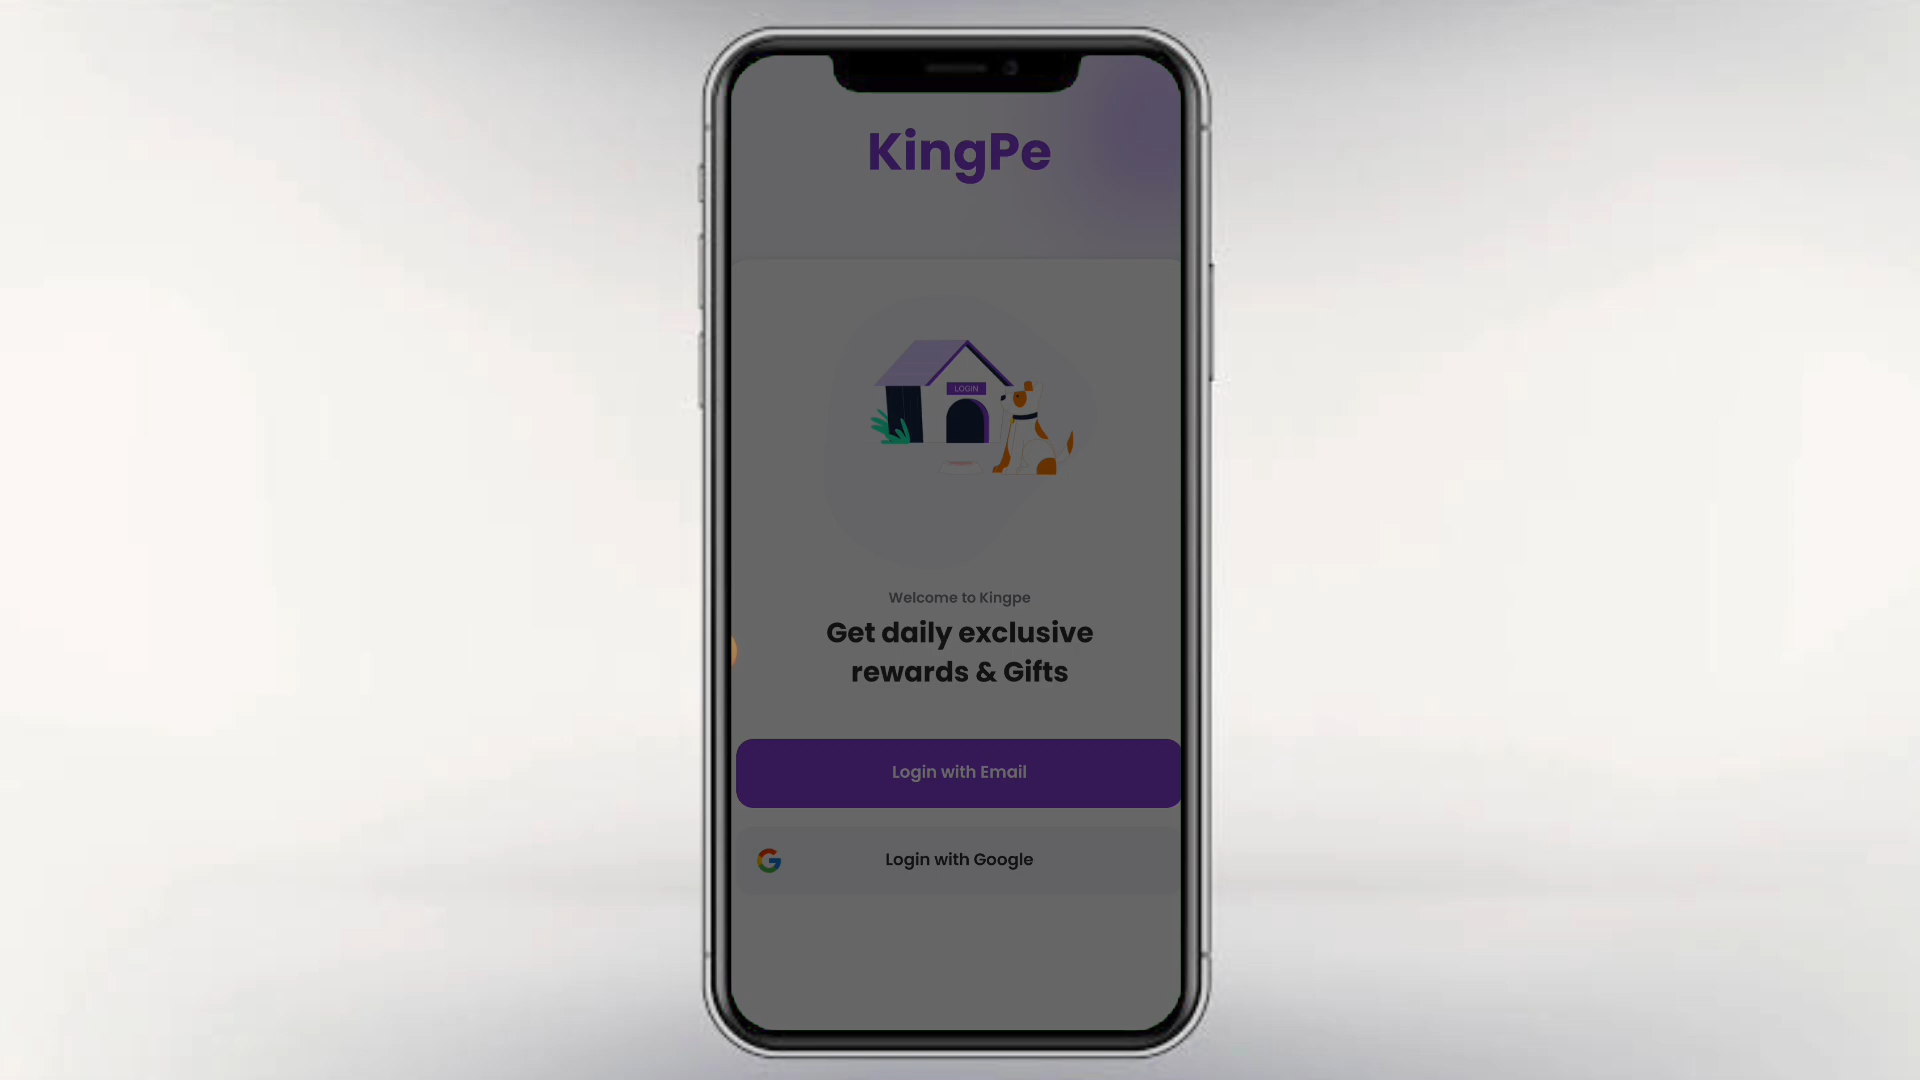 KingPe
LOGIN
Welcome to Kingpe
Get daily exclusive
rewards & Gifts
Login with Email
Login with Google